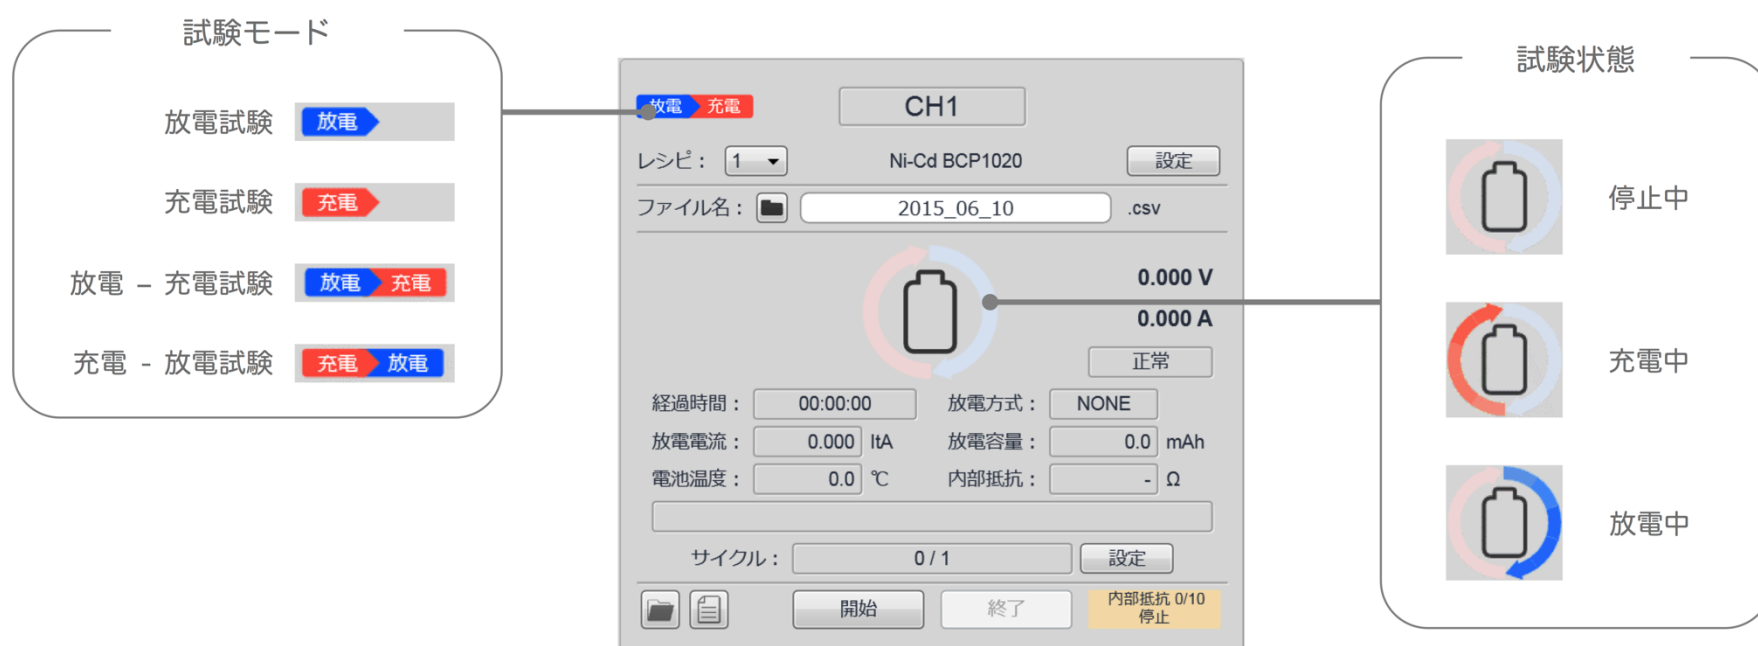 試験モード
放電試験 放電
充電試験 充電
放電 – 充電試験 放電 充電
充電 - 放電試験 充電 放電
放電 充電 CH1
レシピ： 1 Ni-Cd BCP1020 設定
ファイル名： 2015_06_10 .csv
0.000 V
0.000 A
正常
経過時間： 00:00:00 放電方式： NONE
放電電流： 0.000 ItA 放電容量： 0.0 mAh
電池温度： 0.0 ℃ 内部抵抗： - Ω
サイクル： 0 / 1 設定
開始 終了 内部抵抗 0/10
停止
試験状態
停止中
充電中
放電中